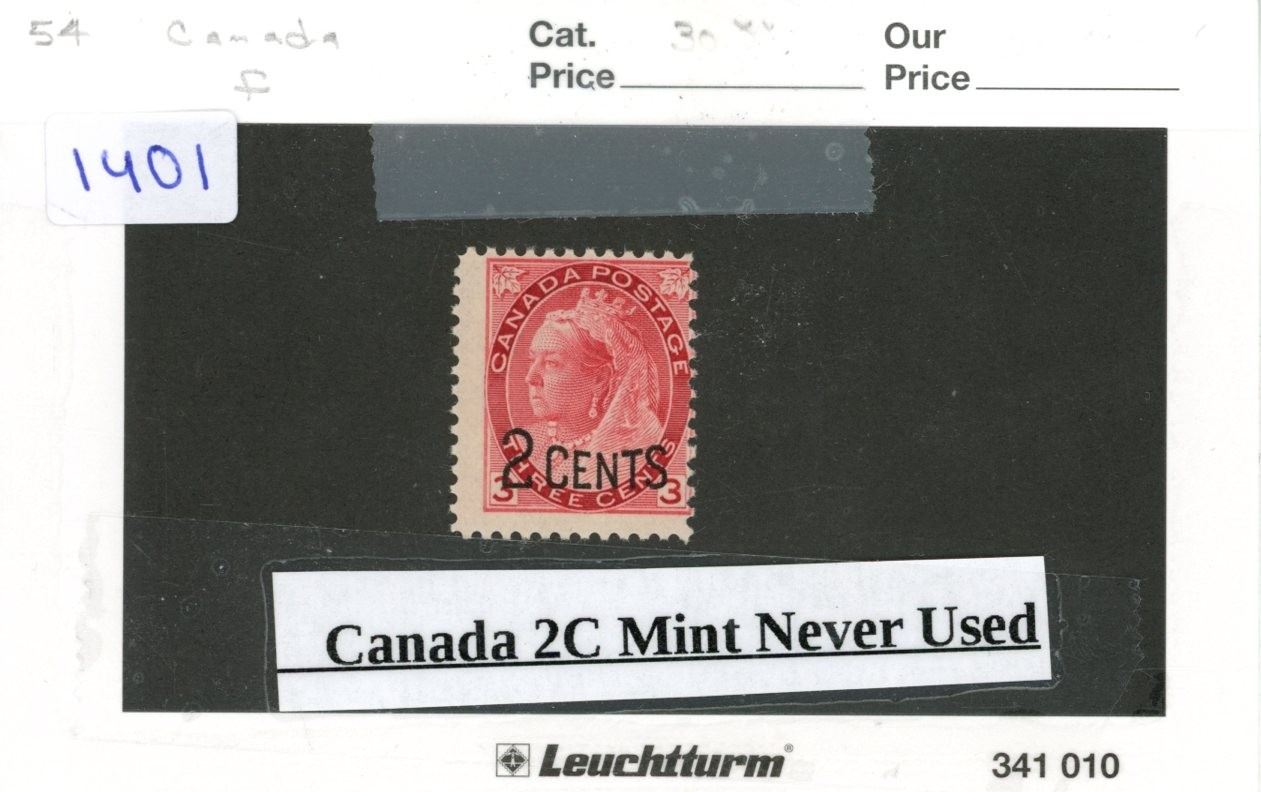 54 Canada
F
Cat.
Price
30
Our
Price
1401
CANADA POSTAGE
2 CENTS
THREE CENTS
3 3
Canada 2C Mint Never Used
Leuchtturm®
341 010